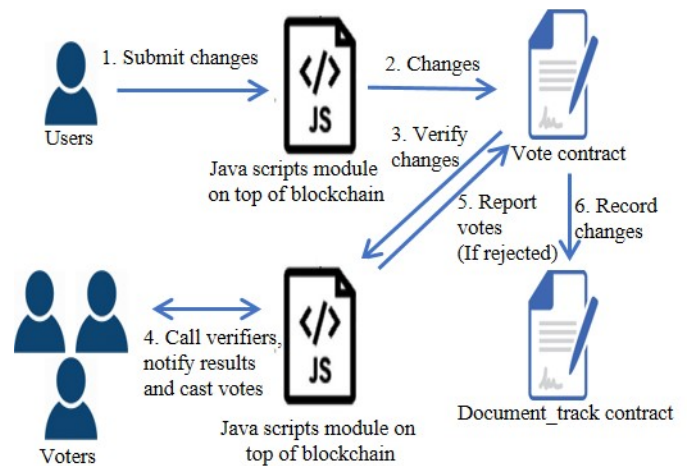 1. Submit changes
2. Changes
JS
Users
Java scripts module
on top of blockchain
3. Verify
changes
Vote contract
5. Report
votes
(If rejected)
6. Record
changes
4. Call verifiers,
notify results
and cast votes
JS
Voters
Java scripts module on
top of blockchain
Document_track contract